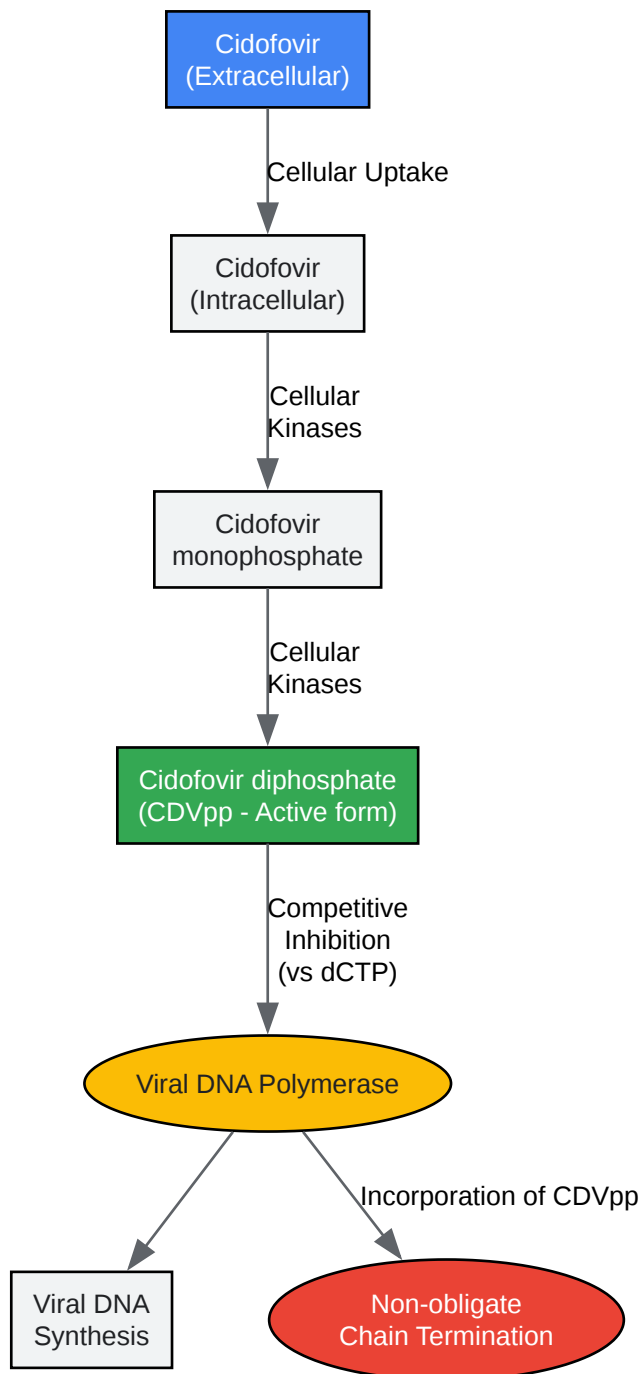 Cidofovir
(Extracellular)
Cellular Uptake
Cidofovir
(Intracellular)
Cellular
Kinases
Cidofovir
monophosphate
Cellular
Kinases
Cidofovir diphosphate
(CDVpp - Active form)
Competitive
Inhibition
(vs dCTP)
Viral DNA Polymerase
Incorporation of CDVpp
Viral DNA
Synthesis
Non-obligate
Chain Termination